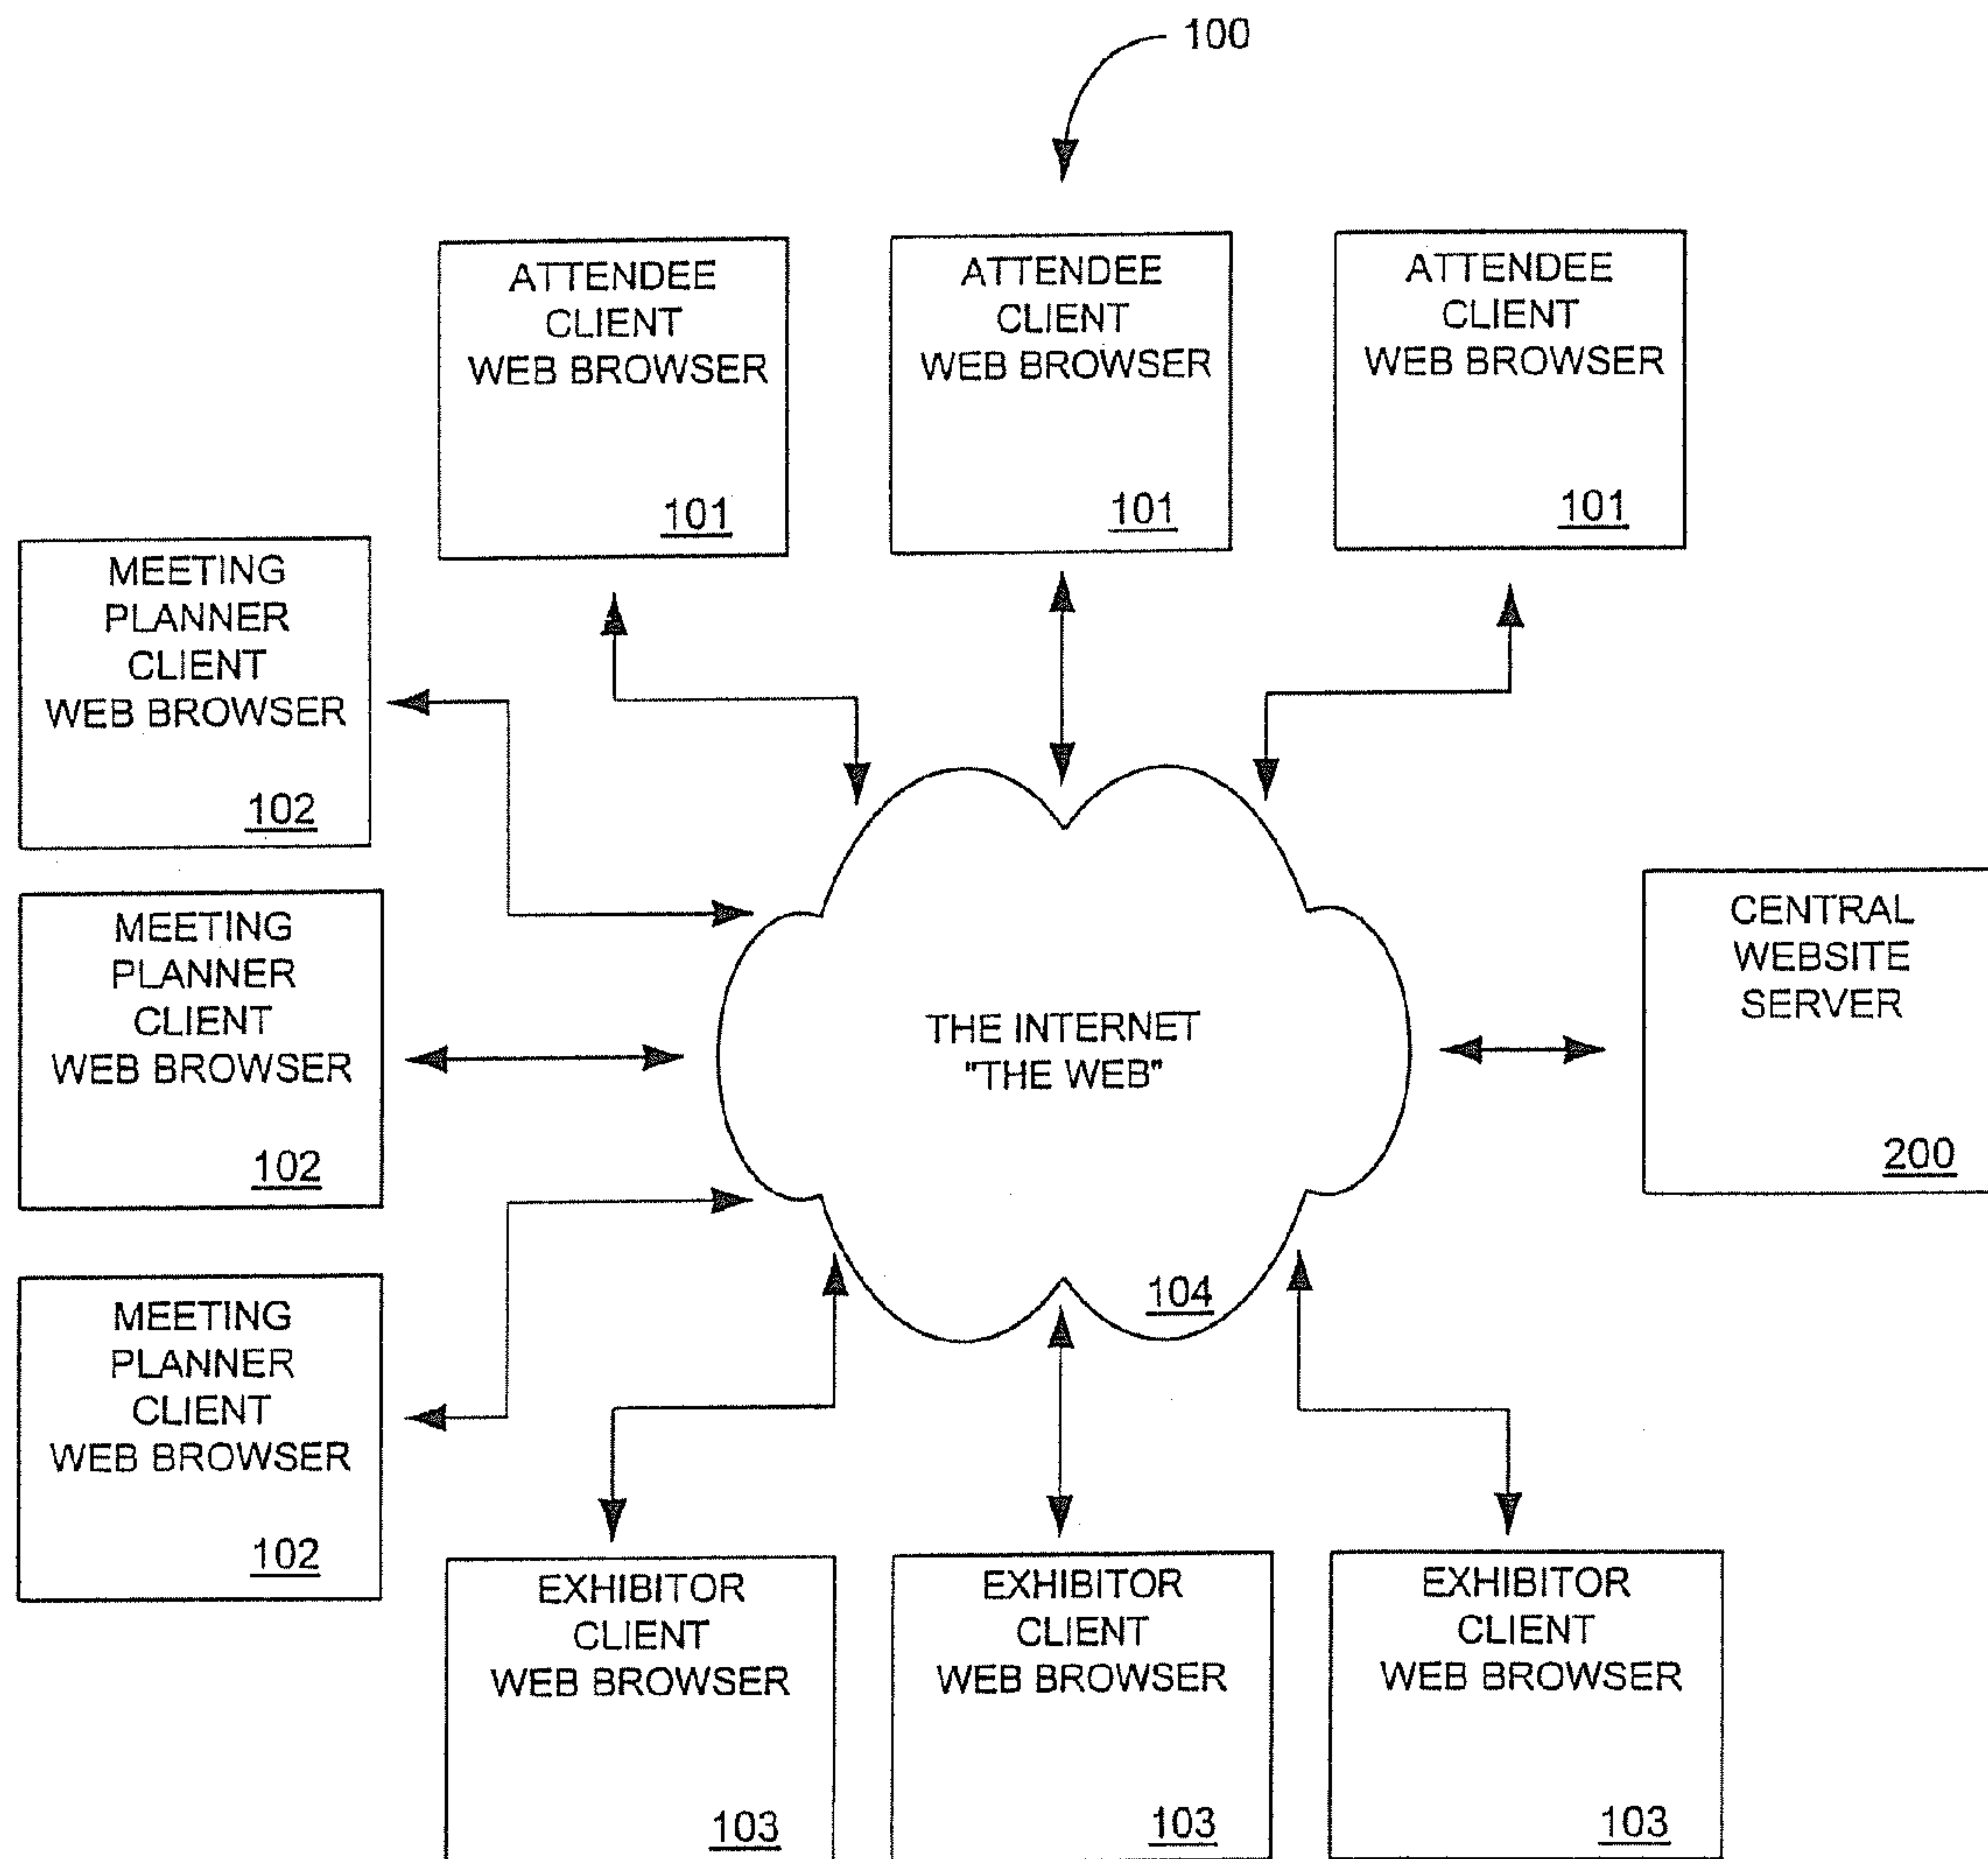 100
ATTENDEE
CLIENT
WEB BROWSER
101
ATTENDEE
CLIENT
WEB BROWSER
101
ATTENDEE
CLIENT
WEB BROWSER
101
MEETING
PLANNER
CLIENT
WEB BROWSER
102
MEETING
PLANNER
CLIENT
WEB BROWSER
102
MEETING
PLANNER
CLIENT
WEB BROWSER
102
THE INTERNET
"THE WEB"
104
CENTRAL
WEBSITE
SERVER
200
EXHIBITOR
CLIENT
WEB BROWSER
103
EXHIBITOR
CLIENT
WEB BROWSER
103
EXHIBITOR
CLIENT
WEB BROWSER
103